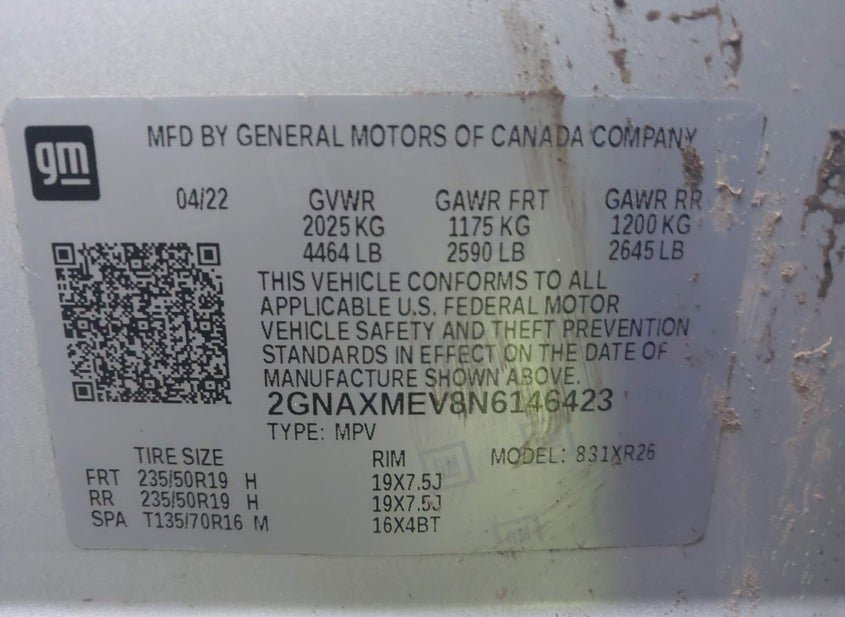 gm
MFD BY GENERAL MOTORS OF CANADA COMPANY
04/22 GVWR GAWR FRT GAWR RR
2025 KG 1175 KG 1200 KG
4464 LB 2590 LB 2645 LB
THIS VEHICLE CONFORMS TO ALL
APPLICABLE U.S. FEDERAL MOTOR
VEHICLE SAFETY AND THEFT PREVENTION
STANDARDS IN EFFECT ON THE DATE OF
MANUFACTURE SHOWN ABOVE.
2GNAXMEV8N6146423
TYPE: MPV
TIRE SIZE RIM MODEL: 831XR26
FRT 235/50R19 H 19X7.5J
RR 235/50R19 H 19X7.5J
SPA T135/70R16 M 16X4BT